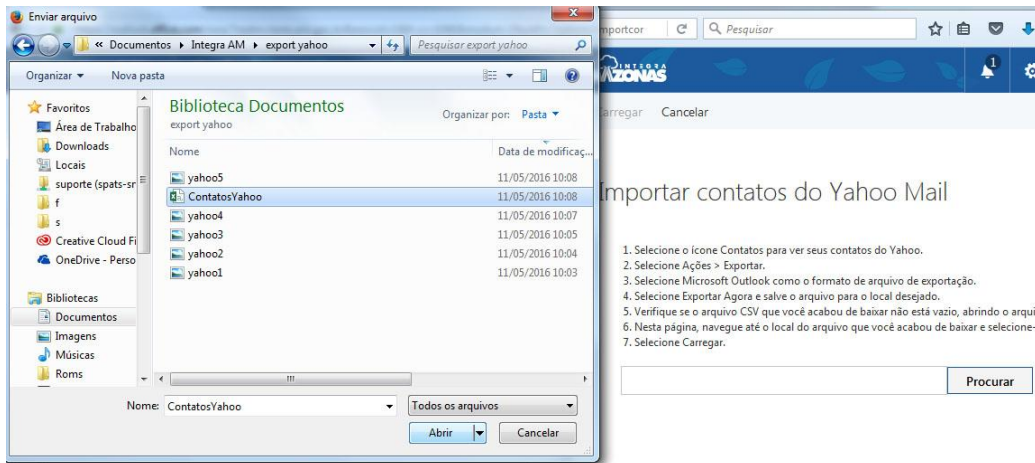 Enviar arquivo
« Documentos ▸ Integra AM ▸ export yahoo
Pesquisar export yahoo
Organizar
Nova pasta
Favoritos
Área de Trabalho
Downloads
Locais
suporte (spats-sr
f
s
Creative Cloud Fi
OneDrive - Perso
Bibliotecas
Documentos
Imagens
Músicas
Roms
Biblioteca Documentos
export yahoo
Organizar por: Pasta
Nome
Data de modificaç...
yahoo5 11/05/2016 10:08
ContatosYahoo 11/05/2016 10:08
yahoo4 11/05/2016 10:07
yahoo3 11/05/2016 10:05
yahoo2 11/05/2016 10:04
yahoo1 11/05/2016 10:03
Nome: ContatosYahoo
Todos os arquivos
Abrir
Cancelar
mportcor
Pesquisar
INTEGRA
AZONAS
1
arregar
Cancelar
Importar contatos do Yahoo Mail
1. Selecione o ícone Contatos para ver seus contatos do Yahoo.
2. Selecione Ações > Exportar.
3. Selecione Microsoft Outlook como o formato de arquivo de exportação.
4. Selecione Exportar Agora e salve o arquivo para o local desejado.
5. Verifique se o arquivo CSV que você acabou de baixar não está vazio, abrindo o arqui
6. Nesta página, navegue até o local do arquivo que você acabou de baixar e selecione-
7. Selecione Carregar.
Procurar